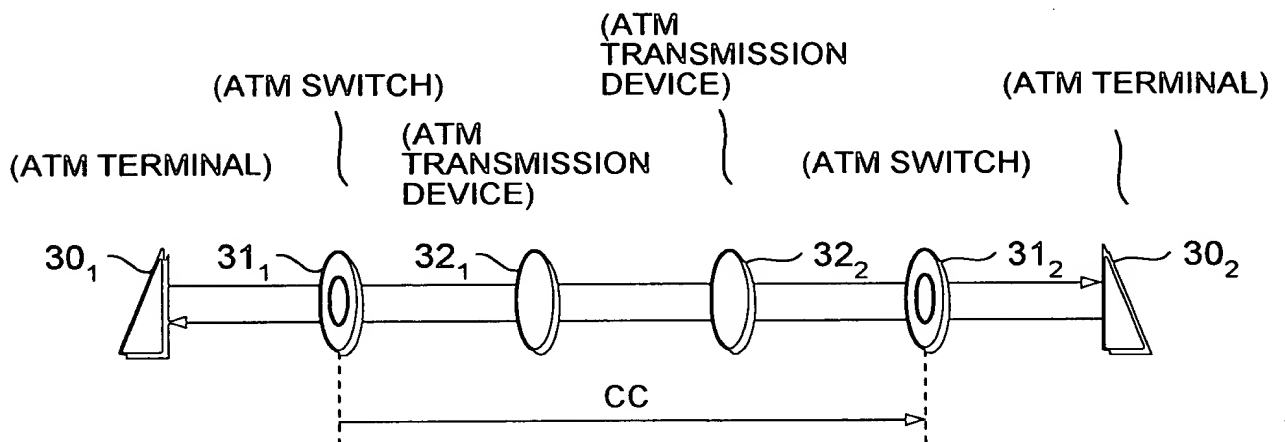 (ATM
TRANSMISSION
DEVICE)
(ATM SWITCH)
(ATM TERMINAL)
(ATM TERMINAL)
(ATM
TRANSMISSION
DEVICE)
(ATM SWITCH)
30₁
31₁
32₁
32₂
31₂
30₂
CC